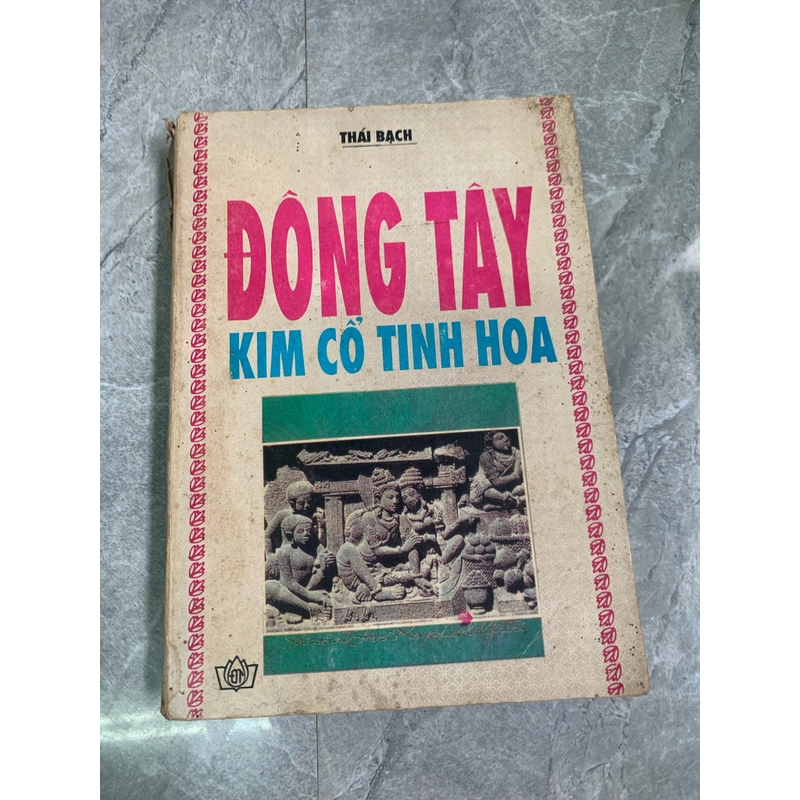 THÁI BẠCH
ĐÔNG TÂY
KIM CỔ TINH HOA